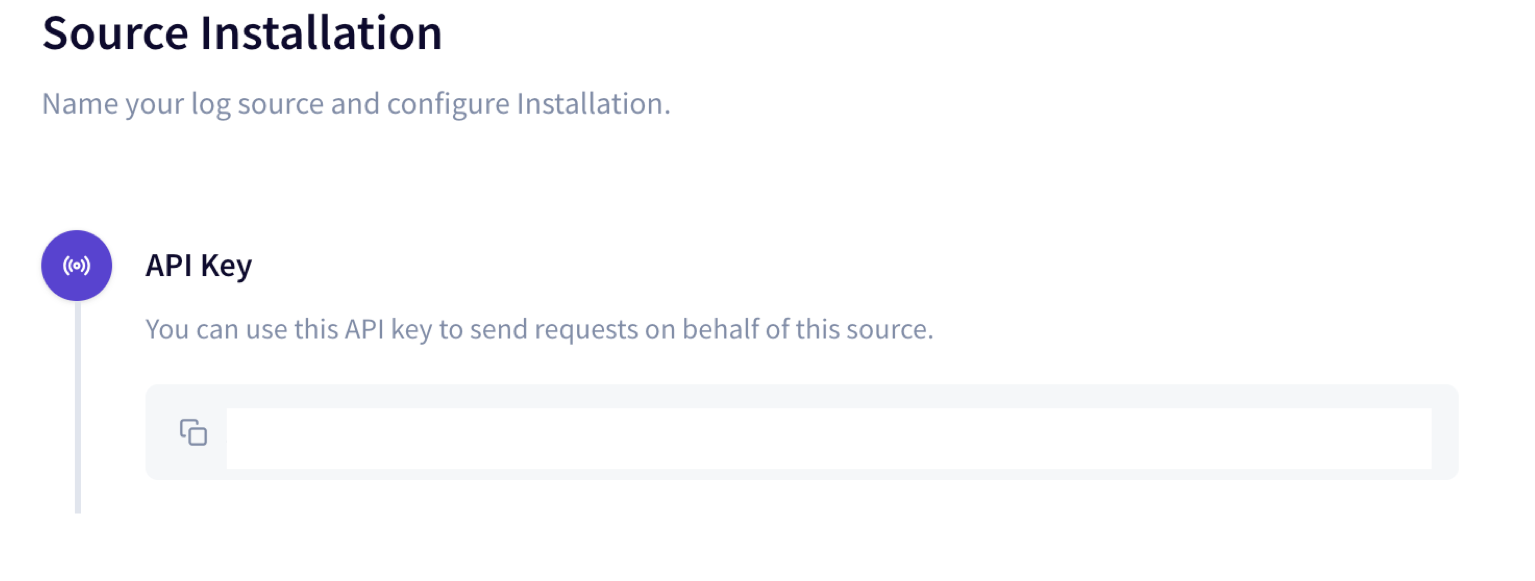 Source Installation
Name your log source and configure Installation.
API Key
You can use this API key to send requests on behalf of this source.